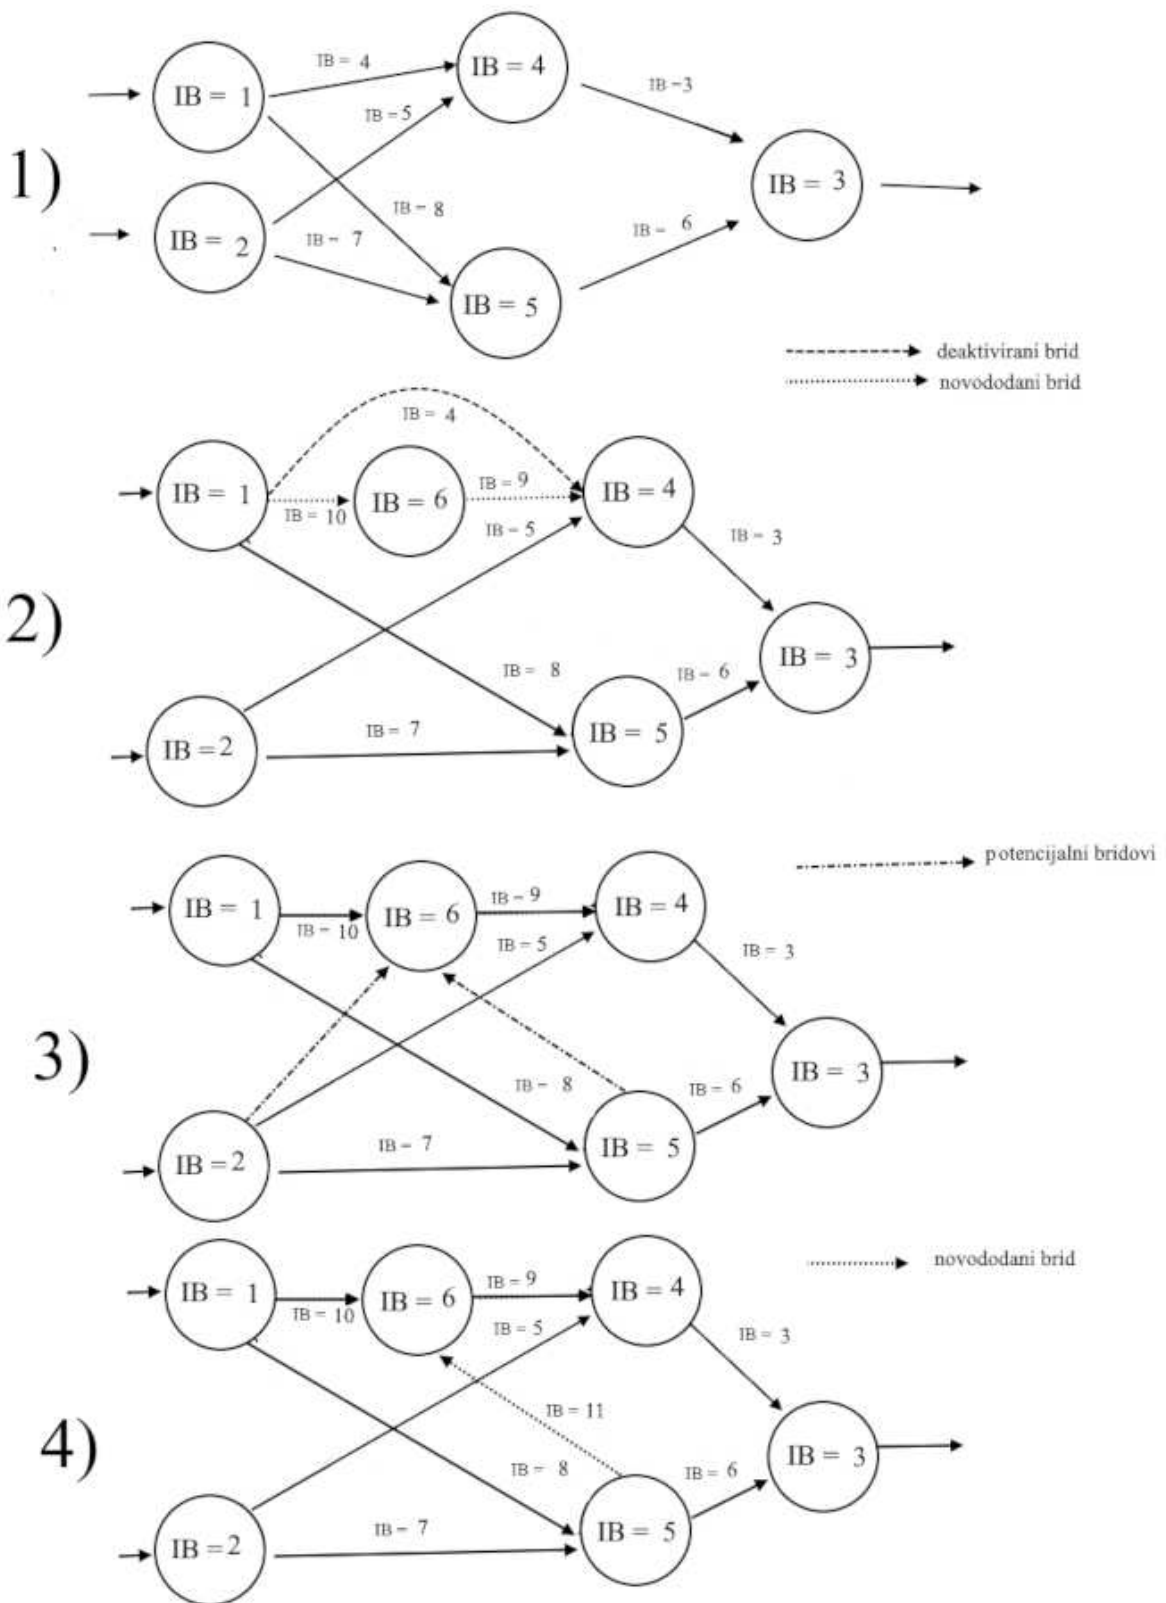 1)
IB = 1
IB = 4
IB = 4
IB = 5
IB = 3
IB = 3
IB = 2
IB = 8
IB = 7
IB = 6
IB = 5
deaktivirani brid
novododani brid
2)
IB = 4
IB = 1
IB = 10
IB = 6
IB = 9
IB = 4
IB = 5
IB = 3
IB = 3
IB = 8
IB = 6
IB = 2
IB = 7
IB = 5
3)
potencijalni bridovi
IB = 1
IB = 10
IB = 6
IB = 9
IB = 4
IB = 5
IB = 3
IB = 3
IB = 8
IB = 6
IB = 2
IB = 7
IB = 5
4)
novododani brid
IB = 1
IB = 10
IB = 6
IB = 9
IB = 4
IB = 5
IB = 3
IB = 11
IB = 3
IB = 8
IB = 6
IB = 2
IB = 7
IB = 5